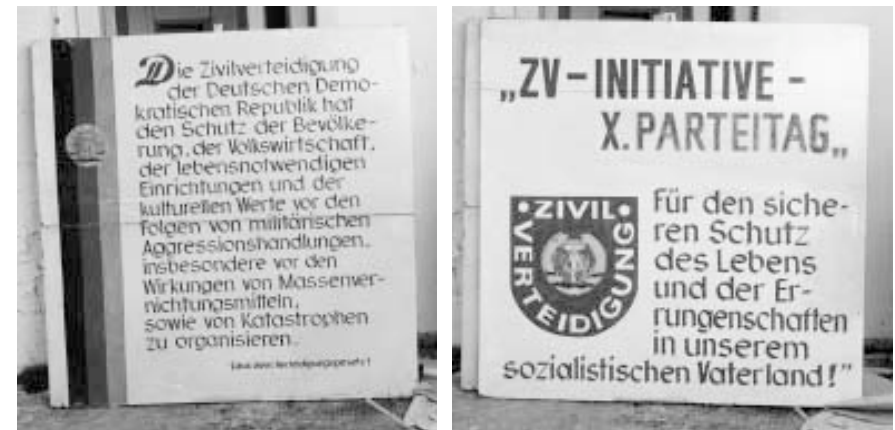 Die Zivilverteidigung
der Deutschen Demo-
kratischen Republik hat
den Schutz der Bevölke-
rung, der Volkswirtschaft,
der lebensnotwendigen
Einrichtungen und der
kulturellen Werte vor den
Folgen von militärischen
Aggressionshandlungen,
insbesondere vor den
Wirkungen von Massenver-
nichtungsmitteln,
sowie von Katastrophen
zu organisieren.
„ZV-INITIATIVE-
X. PARTEITAG„
ZIVIL
VERTEIDIGUNG
Für den siche-
ren Schutz
des Lebens
und der Er-
rungenschaften
in unserem
sozialistischen Vaterland!"